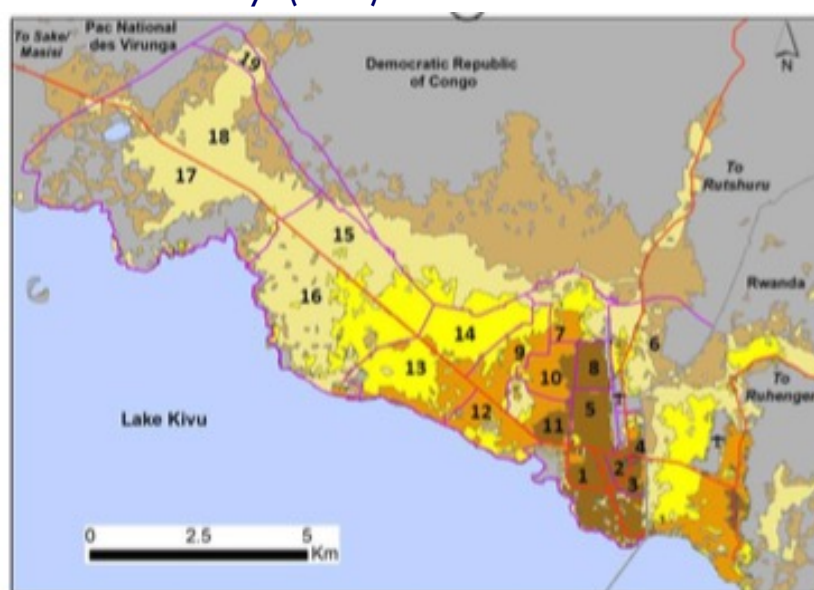 To Sake/
Masisi
Pac National
des Virunga
Democratic Republic
of Congo
N
19
18
17
To
Rutshuru
15
Rwanda
16
6
14
7
9
8
13
10
To
Ruhenger
5
12
Lake Kivu
11
4
2
1
3
0 2.5 5
Km